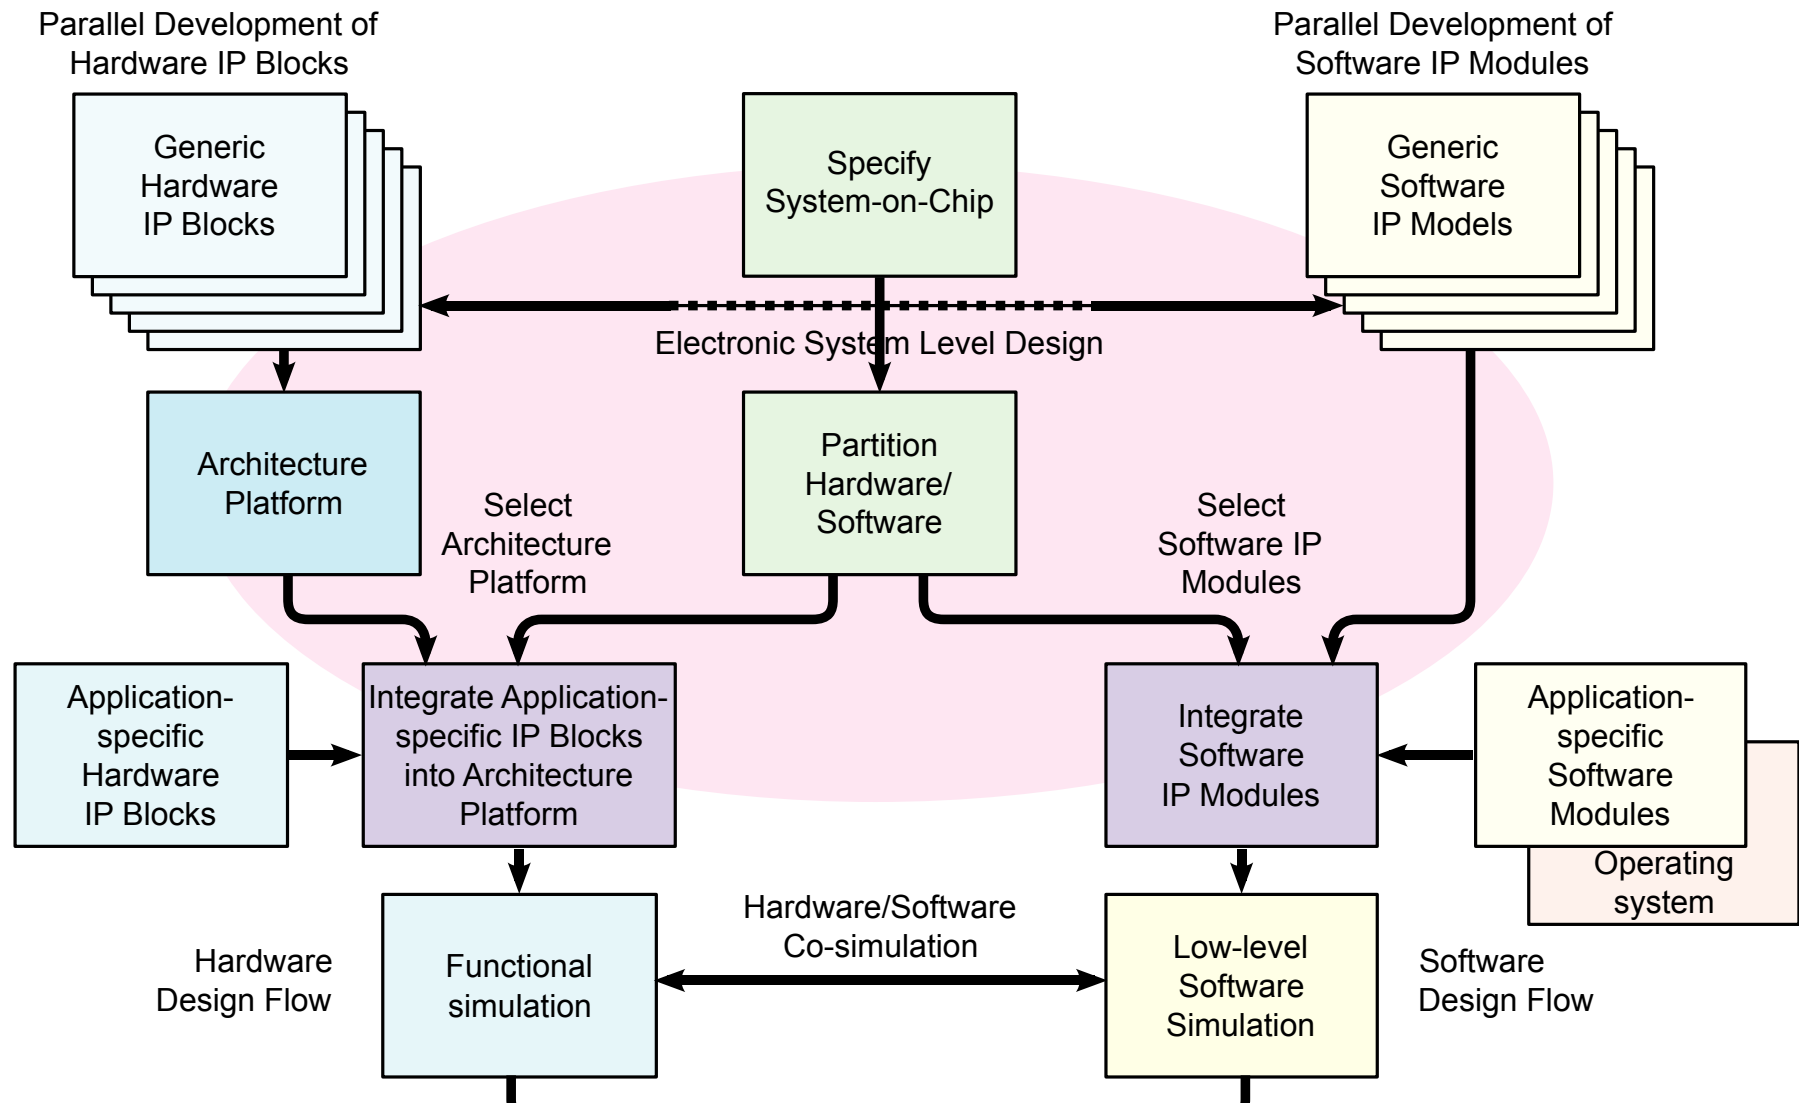 Parallel Development of
Hardware IP Blocks
Parallel Development of
Software IP Modules
Generic
Hardware
IP Blocks
Specify
System-on-Chip
Generic
Software
IP Models
Electronic System Level Design
Architecture
Platform
Partition
Hardware/
Software
Select
Architecture
Platform
Select
Software IP
Modules
Application-
specific
Hardware
IP Blocks
Integrate Application-
specific IP Blocks
into Architecture
Platform
Integrate
Software
IP Modules
Application-
specific
Software
Modules
Operating
system
Hardware/Software
Co-simulation
Hardware
Design Flow
Functional
simulation
Low-level
Software
Simulation
Software
Design Flow